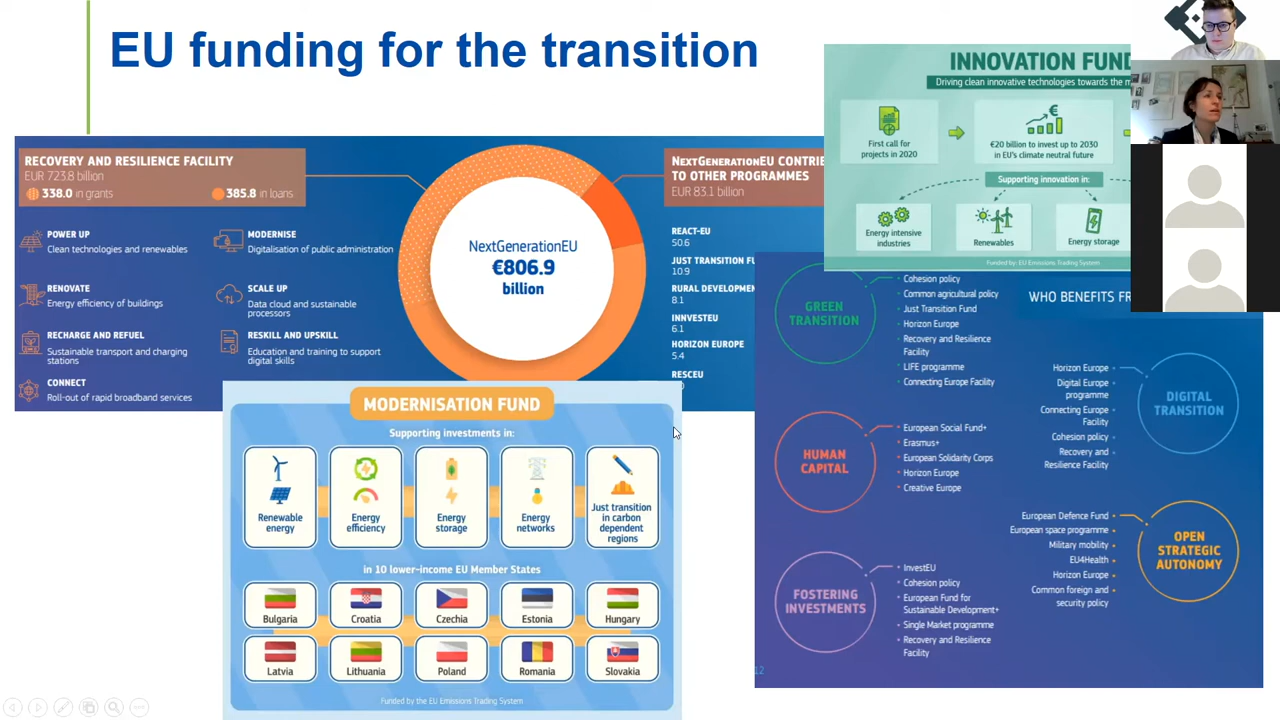 EU funding for the transition
RECOVERY AND RESILIENCE FACILITY
EUR 723.8 billion
338.0 in grants
385.8 in loans
POWER UP
Clean technologies and renewables
MODERNISE
Digitalisation of public administration
RENOVATE
Energy efficiency of buildings
SCALE UP
Data cloud and sustainable
processors
RECHARGE AND REFUEL
Sustainable transport and charging
stations
RESKILL AND UPSKILL
Education and training to support
digital skills
CONNECT
Roll-out of rapid broadband services
NextGenerationEU
€806.9
billion
NEXTGENERATIONEU
TO OTHER PROGRAMMES
EUR 83.1 billion
REACT-EU
50.6
JUST TRANSITION
10.9
RURAL
8.1
INNVESTEU
6.1
HORIZON EUROPE
5.4
RESCEU
INNOVATION
Driving clean innovative technologies towards the
First call for
projects in 2020
€
€20 billion to invest up to 2030
in EU's climate neutral future
Supporting innovation in:
Energy intensive
industries
Renewables
Energy storage
Funded by: EU Emissions Trading System
GREEN
TRANSITION
Cohesion policy
Common agricultural policy
Just Transition Fund
Horizon Europe
Recovery and Resilience
Facility
LIFE programme
Connecting Europe Facility
WHO BENEFITS
HUMAN
CAPITAL
European Social Fund+
Erasmus+
European Solidarity Corps
Horizon Europe
Creative Europe
FOSTERING
INVESTMENTS
InvestEU
Cohesion policy
European Fund for
Sustainable Development+
Single Market programme
Recovery and Resilience
Facility
Horizon Europe
Digital Europe
programme
Connecting Europe
Facility
Cohesion policy
Recovery and
Resilience Facility
DIGITAL
TRANSITION
European Defence Fund
European space programme
Military mobility
EU4Health
Horizon Europe
Common foreign and
security policy
OPEN
STRATEGIC
AUTONOMY
MODERNISATION FUND
Supporting investments in:
Renewable
energy
Energy
efficiency
Energy
storage
Energy
networks
Just transition
in carbon
dependent
regions
in 10 lower-income EU Member States
Bulgaria
Croatia
Czechia
Estonia
Hungary
Latvia
Lithuania
Poland
Romania
Slovakia
Funded by the EU Emissions Trading System
12